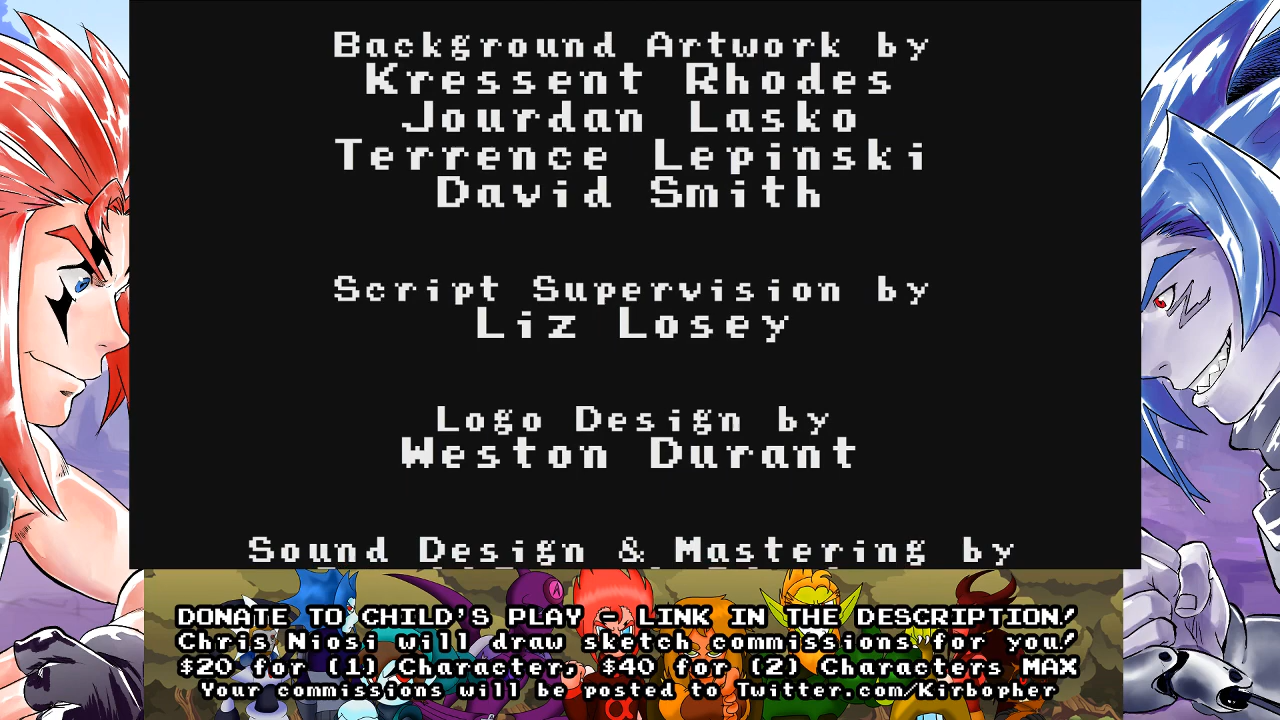 Background Artwork by
Kressent Rhodes
Jourdan Lasko
Terrence Lepinski
David Smith
Script Supervision by
Liz Losey
Logo Design by
Weston Durant
Sound Design & Mastering by
DONATE TO CHILD'S PLAY - LINK IN THE DESCRIPTION!
Chris Niosi will draw sketch commissions for you!
$20 for (1) Character, $40 for (2) Characters MAX
Your commissions will be posted to Twitter.com/Kirbopher